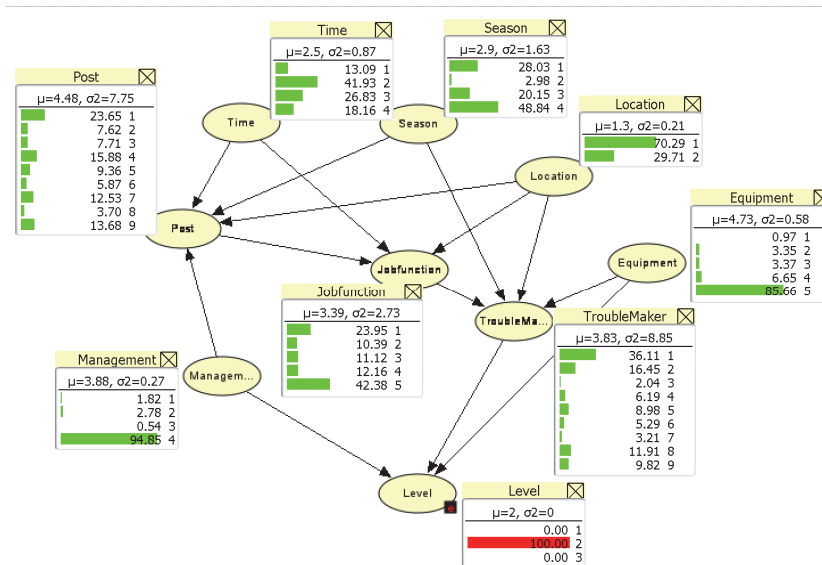 Time
μ=2.5, σ2=0.87
13.09 1
41.93 2
26.83 3
18.16 4
Season
μ=2.9, σ2=1.63
28.03 1
2.98 2
20.15 3
48.84 4
Post
μ=4.48, σ2=7.75
23.65 1
7.62 2
7.71 3
15.88 4
9.36 5
5.87 6
12.53 7
3.70 8
13.68 9
Location
μ=1.3, σ2=0.21
70.29 1
29.71 2
Time
Season
Location
Equipment
μ=4.73, σ2=0.58
0.97 1
3.35 2
3.37 3
6.65 4
85.66 5
Post
Jobfunction
Equipment
Jobfunction
μ=3.39, σ2=2.73
23.95 1
10.39 2
11.12 3
12.16 4
42.38 5
TroubleMa...
TroubleMaker
μ=3.83, σ2=8.85
36.11 1
16.45 2
2.04 3
6.19 4
8.98 5
5.29 6
3.21 7
11.91 8
9.82 9
Management
μ=3.88, σ2=0.27
1.82 1
2.78 2
0.54 3
94.85 4
Managem...
Level
e
Level
μ=2, σ2=0
0.00 1
100.00 2
0.00 3